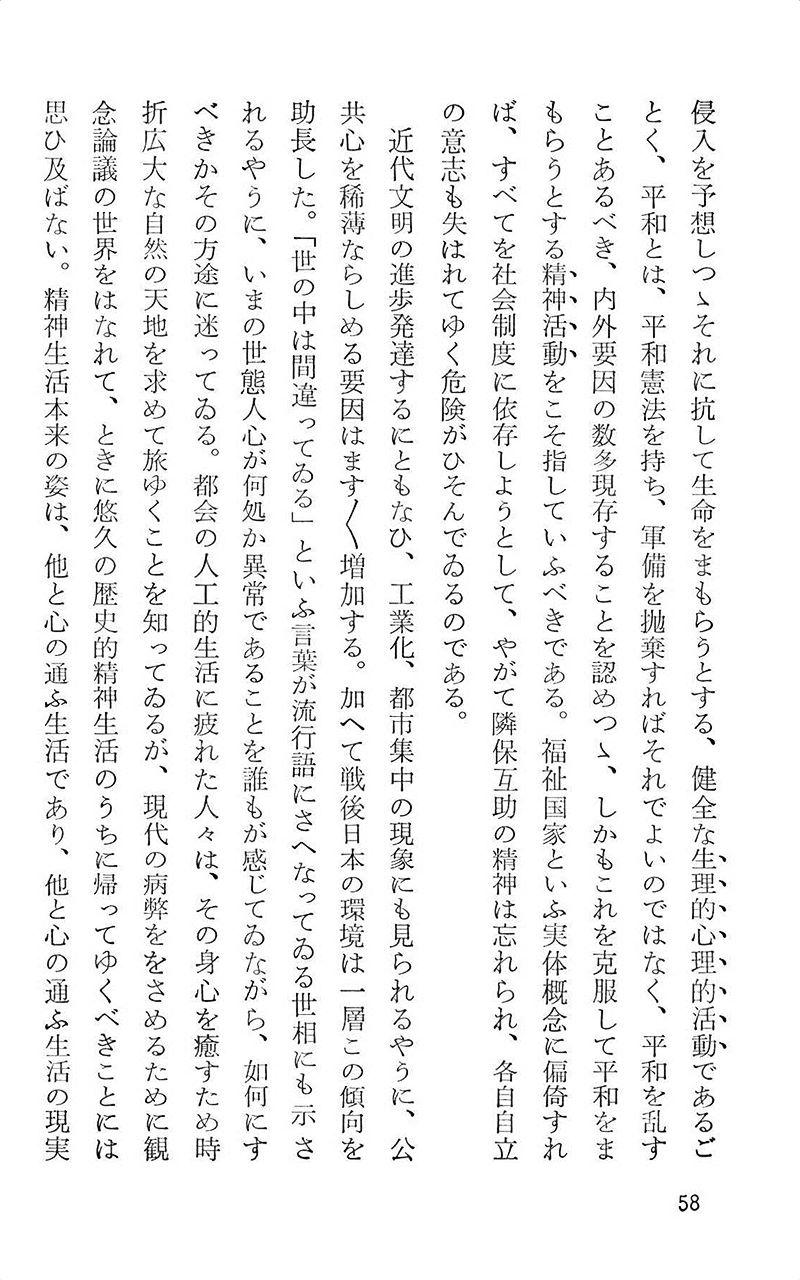 侵入を予想しつゝそれに抗して生命をまもらうとする、健全な生理的心理的活動であるご
とく、平和とは、平和憲法を持ち、軍備を抛棄すればそれでよいのではなく、平和を乱す
ことあるべき、内外要因の数多現存することを認めつゝ、しかもこれを克服して平和をま
もらうとする精神活動をこそ指していふべきである。福祉国家といふ実体概念に偏倚すれ
ば、すべてを社会制度に依存しようとして、やがて隣保互助の精神は忘れられ、各自自立
の意志も失はれてゆく危険がひそんでゐるのである。
　近代文明の進歩発達するにともなひ、工業化、都市集中の現象にも見られるやうに、公
共心を稀薄ならしめる要因はます〳〵増加する。加へて戦後日本の環境は一層この傾向を
助長した。「世の中は間違ってゐる」といふ言葉が流行語にさへなってゐる世相にも示さ
れるやうに、いまの世態人心が何処か異常であることを誰もが感じてゐながら、如何にす
べきかその方途に迷ってゐる。都会の人工的生活に疲れた人々は、その身心を癒すため時
折広大な自然の天地を求めて旅ゆくことを知ってゐるが、現代の病弊ををさめるために観
念論議の世界をはなれて、ときに悠久の歴史的精神生活のうちに帰ってゆくべきことには
思ひ及ばない。精神生活本来の姿は、他と心の通ふ生活であり、他と心の通ふ生活の現実
58